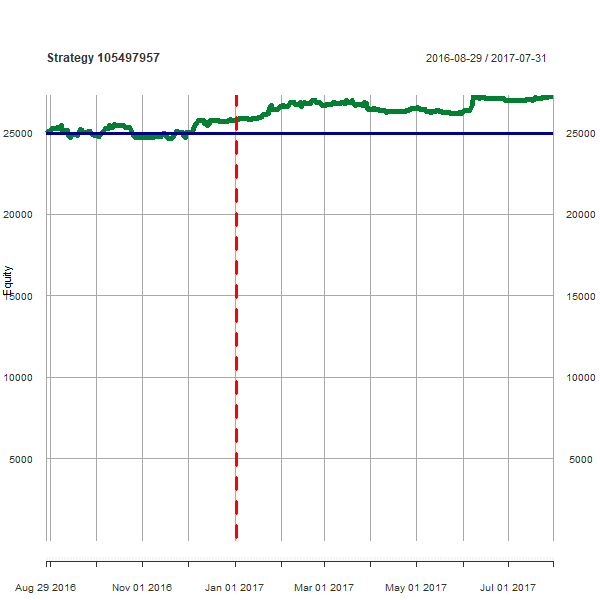 Strategy 105497957
2016-08-29 / 2017-07-31
25000
25000
20000
20000
Equity
15000
15000
10000
10000
5000
5000
Aug 29 2016
Nov 01 2016
Jan 01 2017
Mar 01 2017
May 01 2017
Jul 01 2017